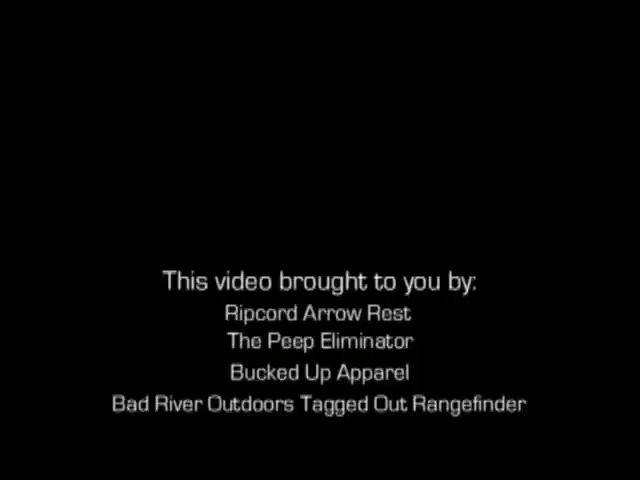 This video brought to you by:
Ripcord Arrow Rest
The Peep Eliminator
Bucked Up Apparel
Bad River Outdoors Tagged Out Rangefinder